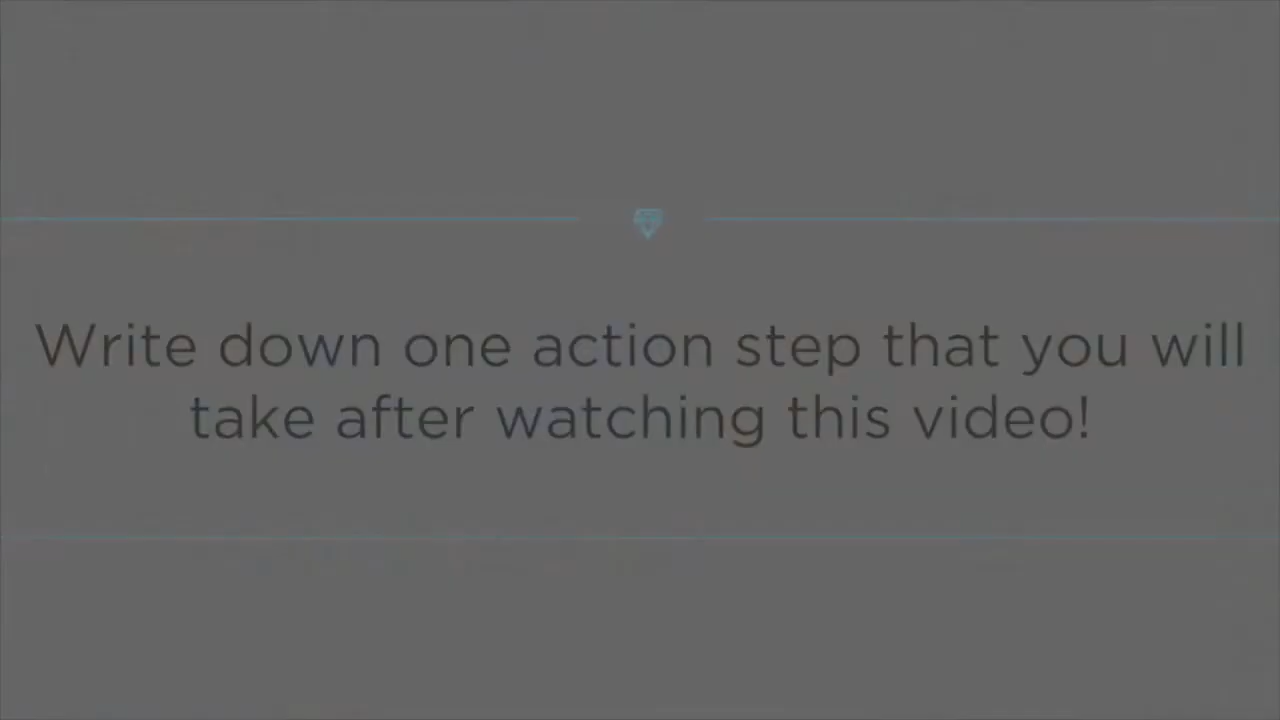 Write down one action step that you will
take after watching this video!